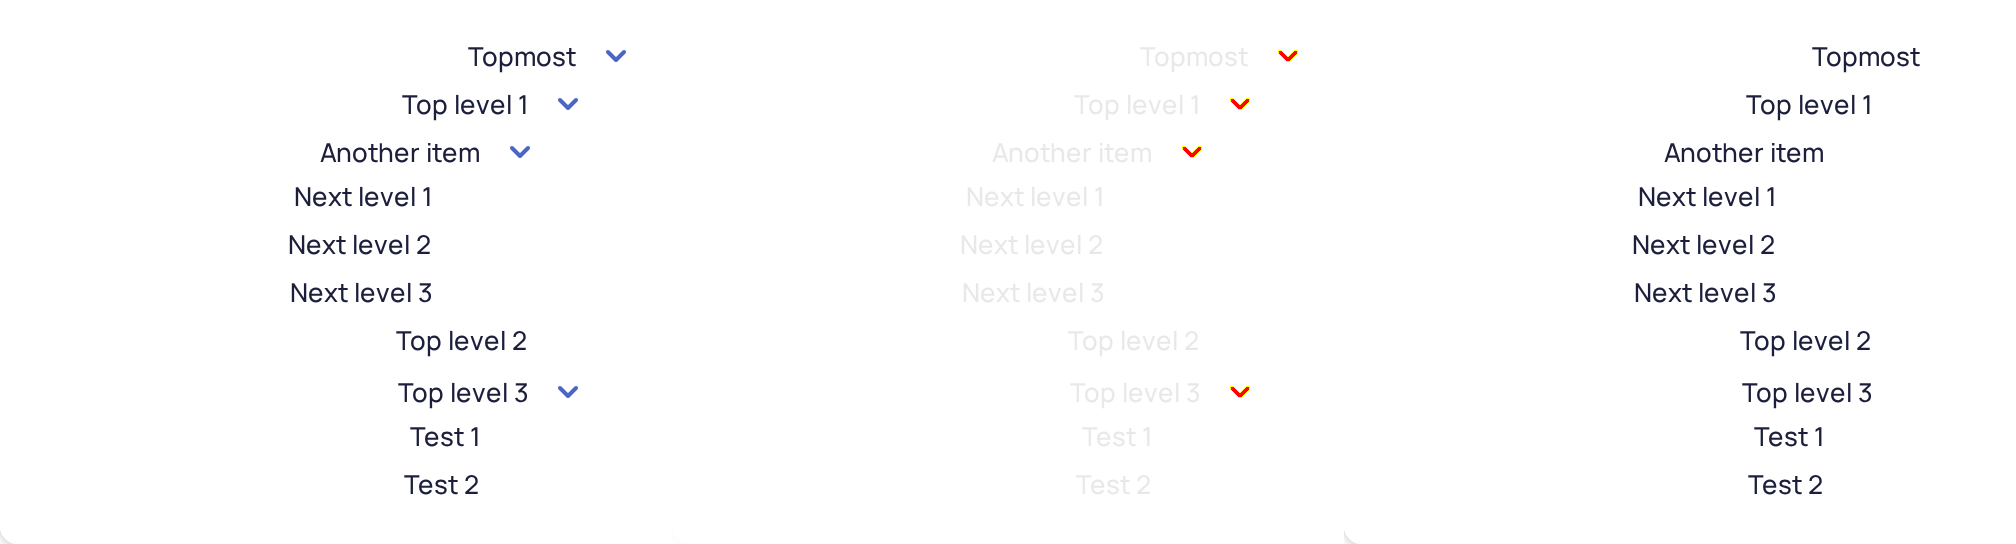 Topmost
Top level 1
Another item
Next level 1
Next level 2
Next level 3
Top level 2
Top level 3
Test 1
Test 2
Topmost
Top level 1
Another item
Next level 1
Next level 2
Next level 3
Top level 2
Top level 3
Test 1
Test 2
Topmost
Top level 1
Another item
Next level 1
Next level 2
Next level 3
Top level 2
Top level 3
Test 1
Test 2